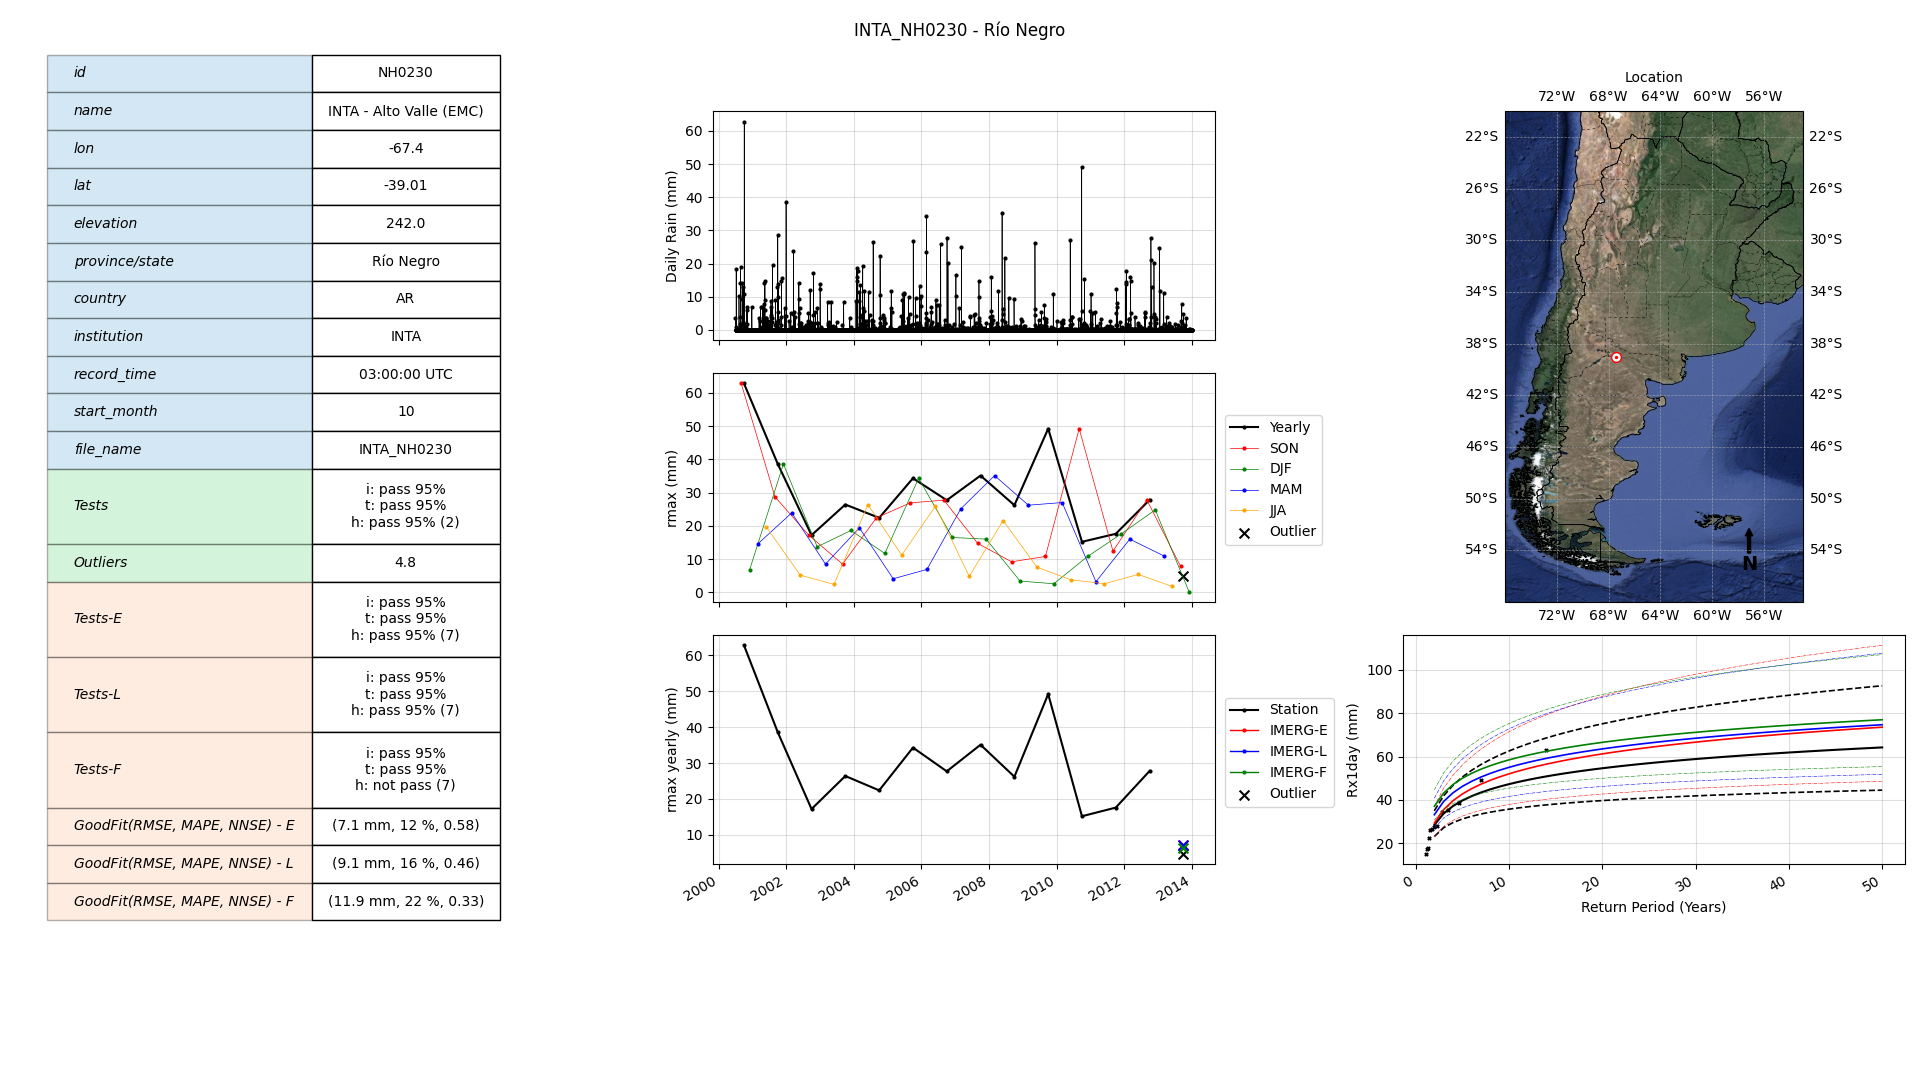 INTA_NH0230 - Río Negro
id NH0230
name INTA - Alto Valle (EMC)
lon -67.4
lat -39.01
elevation 242.0
province/state Río Negro
country AR
institution INTA
record_time 03:00:00 UTC
start_month 10
file_name INTA_NH0230
Tests i: pass 95%
t: pass 95%
h: pass 95% (2)
Outliers 4.8
Tests-E i: pass 95%
t: pass 95%
h: pass 95% (7)
Tests-L i: pass 95%
t: pass 95%
h: pass 95% (7)
Tests-F i: pass 95%
t: pass 95%
h: not pass (7)
GoodFit(RMSE, MAPE, NNSE) - E (7.1 mm, 12 %, 0.58)
GoodFit(RMSE, MAPE, NNSE) - L (9.1 mm, 16 %, 0.46)
GoodFit(RMSE, MAPE, NNSE) - F (11.9 mm, 22 %, 0.33)
Daily Rain (mm)
60
50
40
30
20
10
0
rmax (mm)
60
50
40
30
20
10
0
Yearly
SON
DJF
MAM
JJA
Outlier
rmax yearly (mm)
60
50
40
30
20
10
2000 2002 2004 2006 2008 2010 2012 2014
Station
IMERG-E
IMERG-L
IMERG-F
Outlier
Location
72°W 68°W 64°W 60°W 56°W
22°S 22°S
26°S 26°S
30°S 30°S
34°S 34°S
38°S 38°S
42°S 42°S
46°S 46°S
50°S 50°S
54°S 54°S
N
72°W 68°W 64°W 60°W 56°W
Rx1day (mm)
100
80
60
40
20
0 10 20 30 40 50
Return Period (Years)